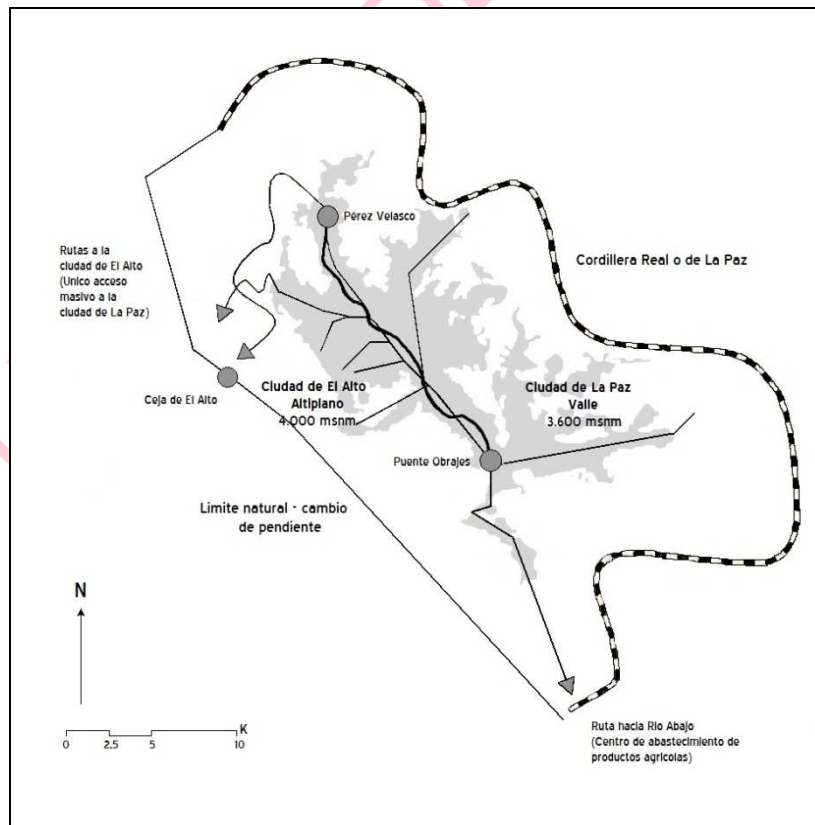 Pérez Velasco
Rutas a la
ciudad de El Alto
(Unico acceso
masivo a la
ciudad de La Paz)
Cordillera Real o de La Paz
Ceja de El Alto
Ciudad de El Alto
Altiplano
4.000 msnm
Ciudad de La Paz
Valle
3.600 msnm
Puente Obrajes
Limite natural - cambio
de pendiente
N
K
0 2,5 5 10
Ruta hacia Rio Abajo
(Centro de abastecimiento de
productos agricolas)